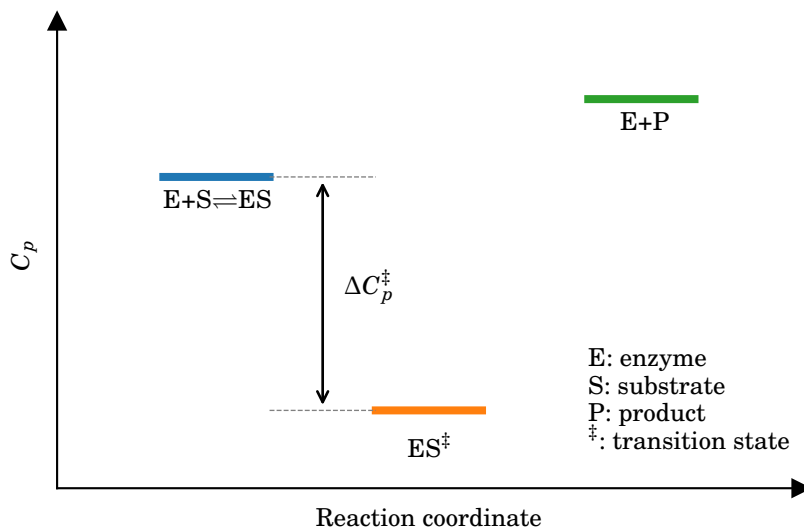 E+P
E+S⇌ES
C_p
ΔC_p^‡
E: enzyme
S: substrate
P: product
‡: transition state
ES^‡
Reaction coordinate